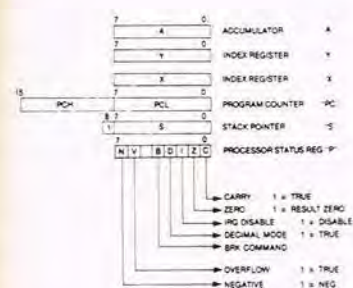 7 0
A ACCUMULATOR A
7 0
Y INDEX REGISTER Y
7 0
X INDEX REGISTER X
15 7 0
PCH PCL PROGRAM COUNTER "PC"
8 7 0
1 S STACK POINTER "S"
7 0
N V B D I Z C PROCESSOR STATUS REG "P"
CARRY 1 = TRUE
ZERO 1 = RESULT ZERO
IRQ DISABLE 1 = DISABLE
DECIMAL MODE 1 = TRUE
BRK COMMAND
OVERFLOW 1 = TRUE
NEGATIVE 1 = NEG